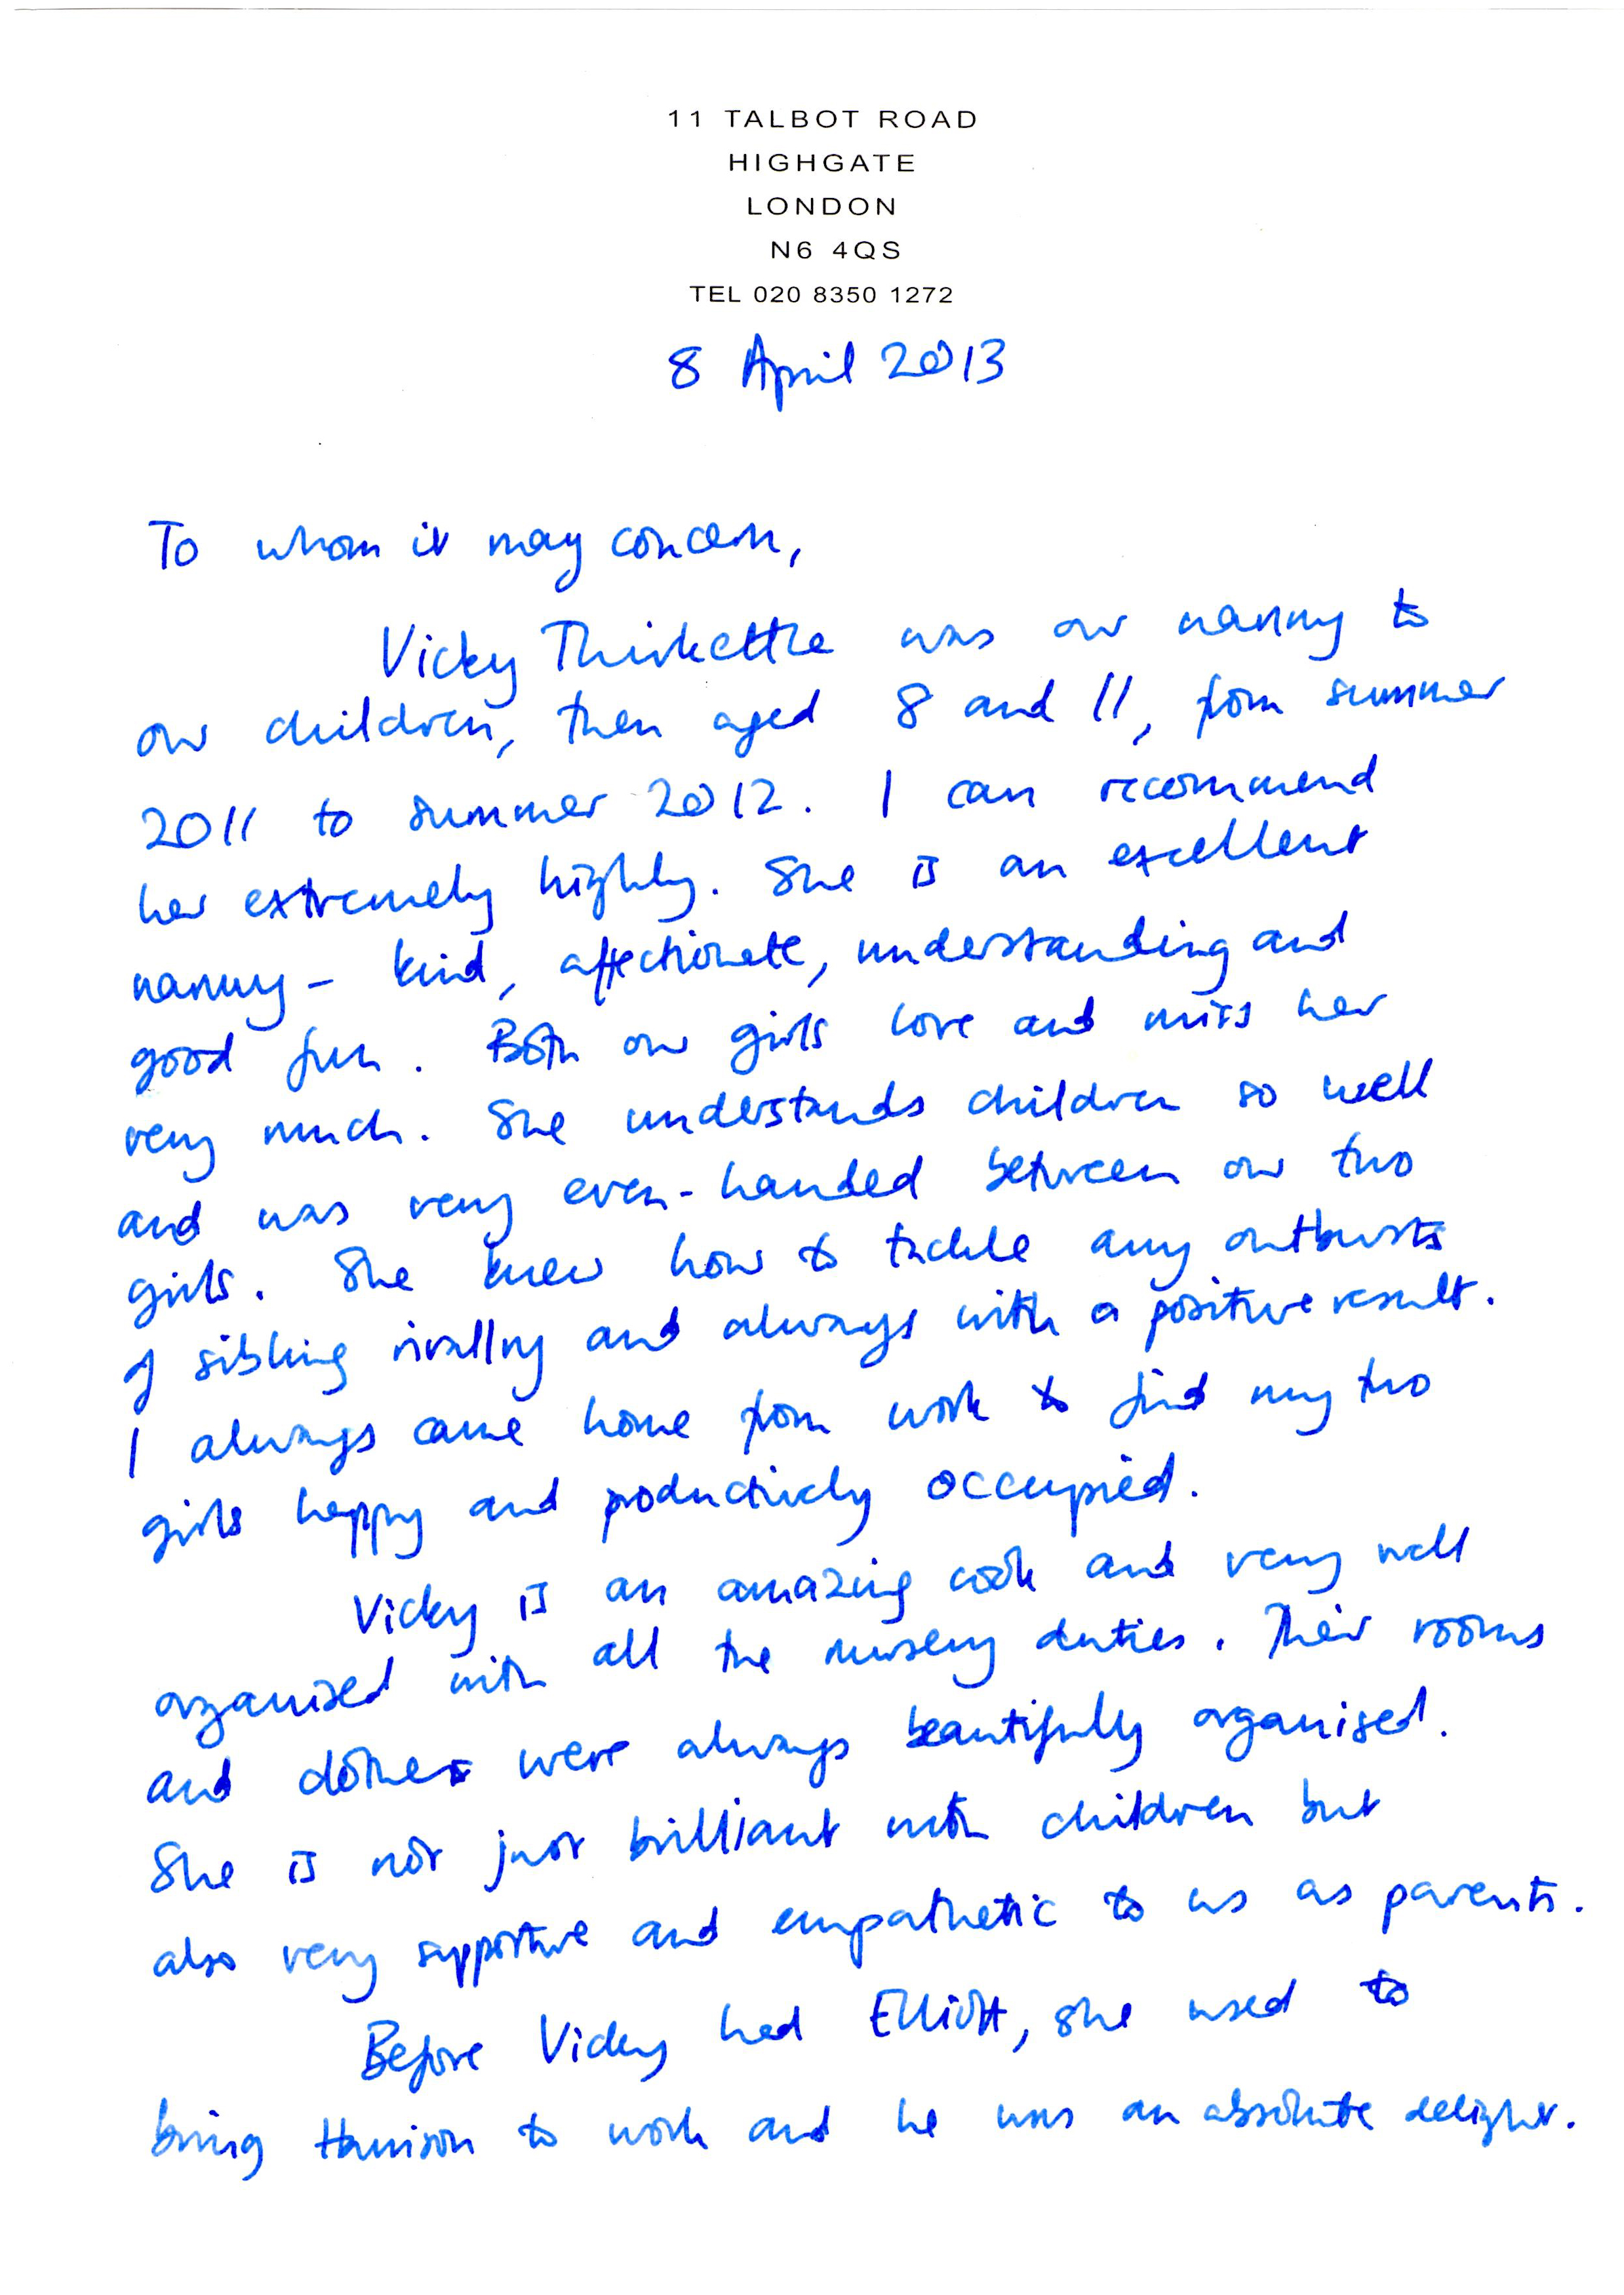 11 TALBOT ROAD
HIGHGATE
LONDON
N6 4QS
TEL 020 8350 1272
8 April 2013
To whom it may concern,
Vicky Thirkettle was our nanny to
our children, then aged 8 and 11, from summer
2011 to summer 2012. I can recommend
her extremely highly. She is an excellent
nanny - kind, affectionate, understanding and
good fun. Both our girls love and miss her
very much. She understands children so well
and was very even-handed between our two
girls. She knew how to tackle any outbursts
of sibling rivallry and always with a positive result.
I always came home from work to find my two
girls happy and productively occupied.
Vicky is an amazing cook and very well
organised with all the nursery duties. Their rooms
and clothes were always beautifully organised.
She is not just brilliant with children but
also very supportive and empathetic to us as parents.
Before Vicky had Elliott, she used to
bring Harrison to work and he was an absolute delight.